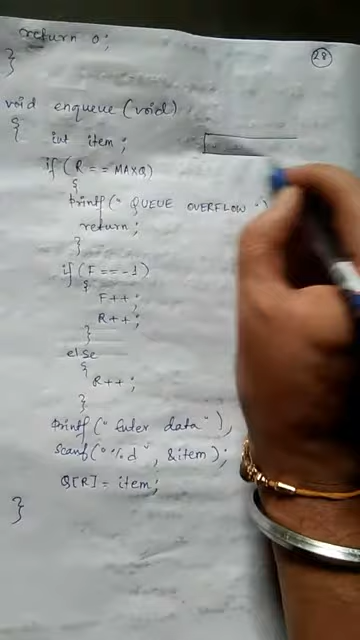 return 0;
28
}
void enqueue (void)
{
int item;
if (R == MAXQ)
{
printf(" QUEUE OVERFLOW ")
return;
}
if (F == -1)
{
F++;
R++;
}
else
{
R++;
}
printf(" Enter data");
scanf("%d", &item);
Q[R] = item;
}